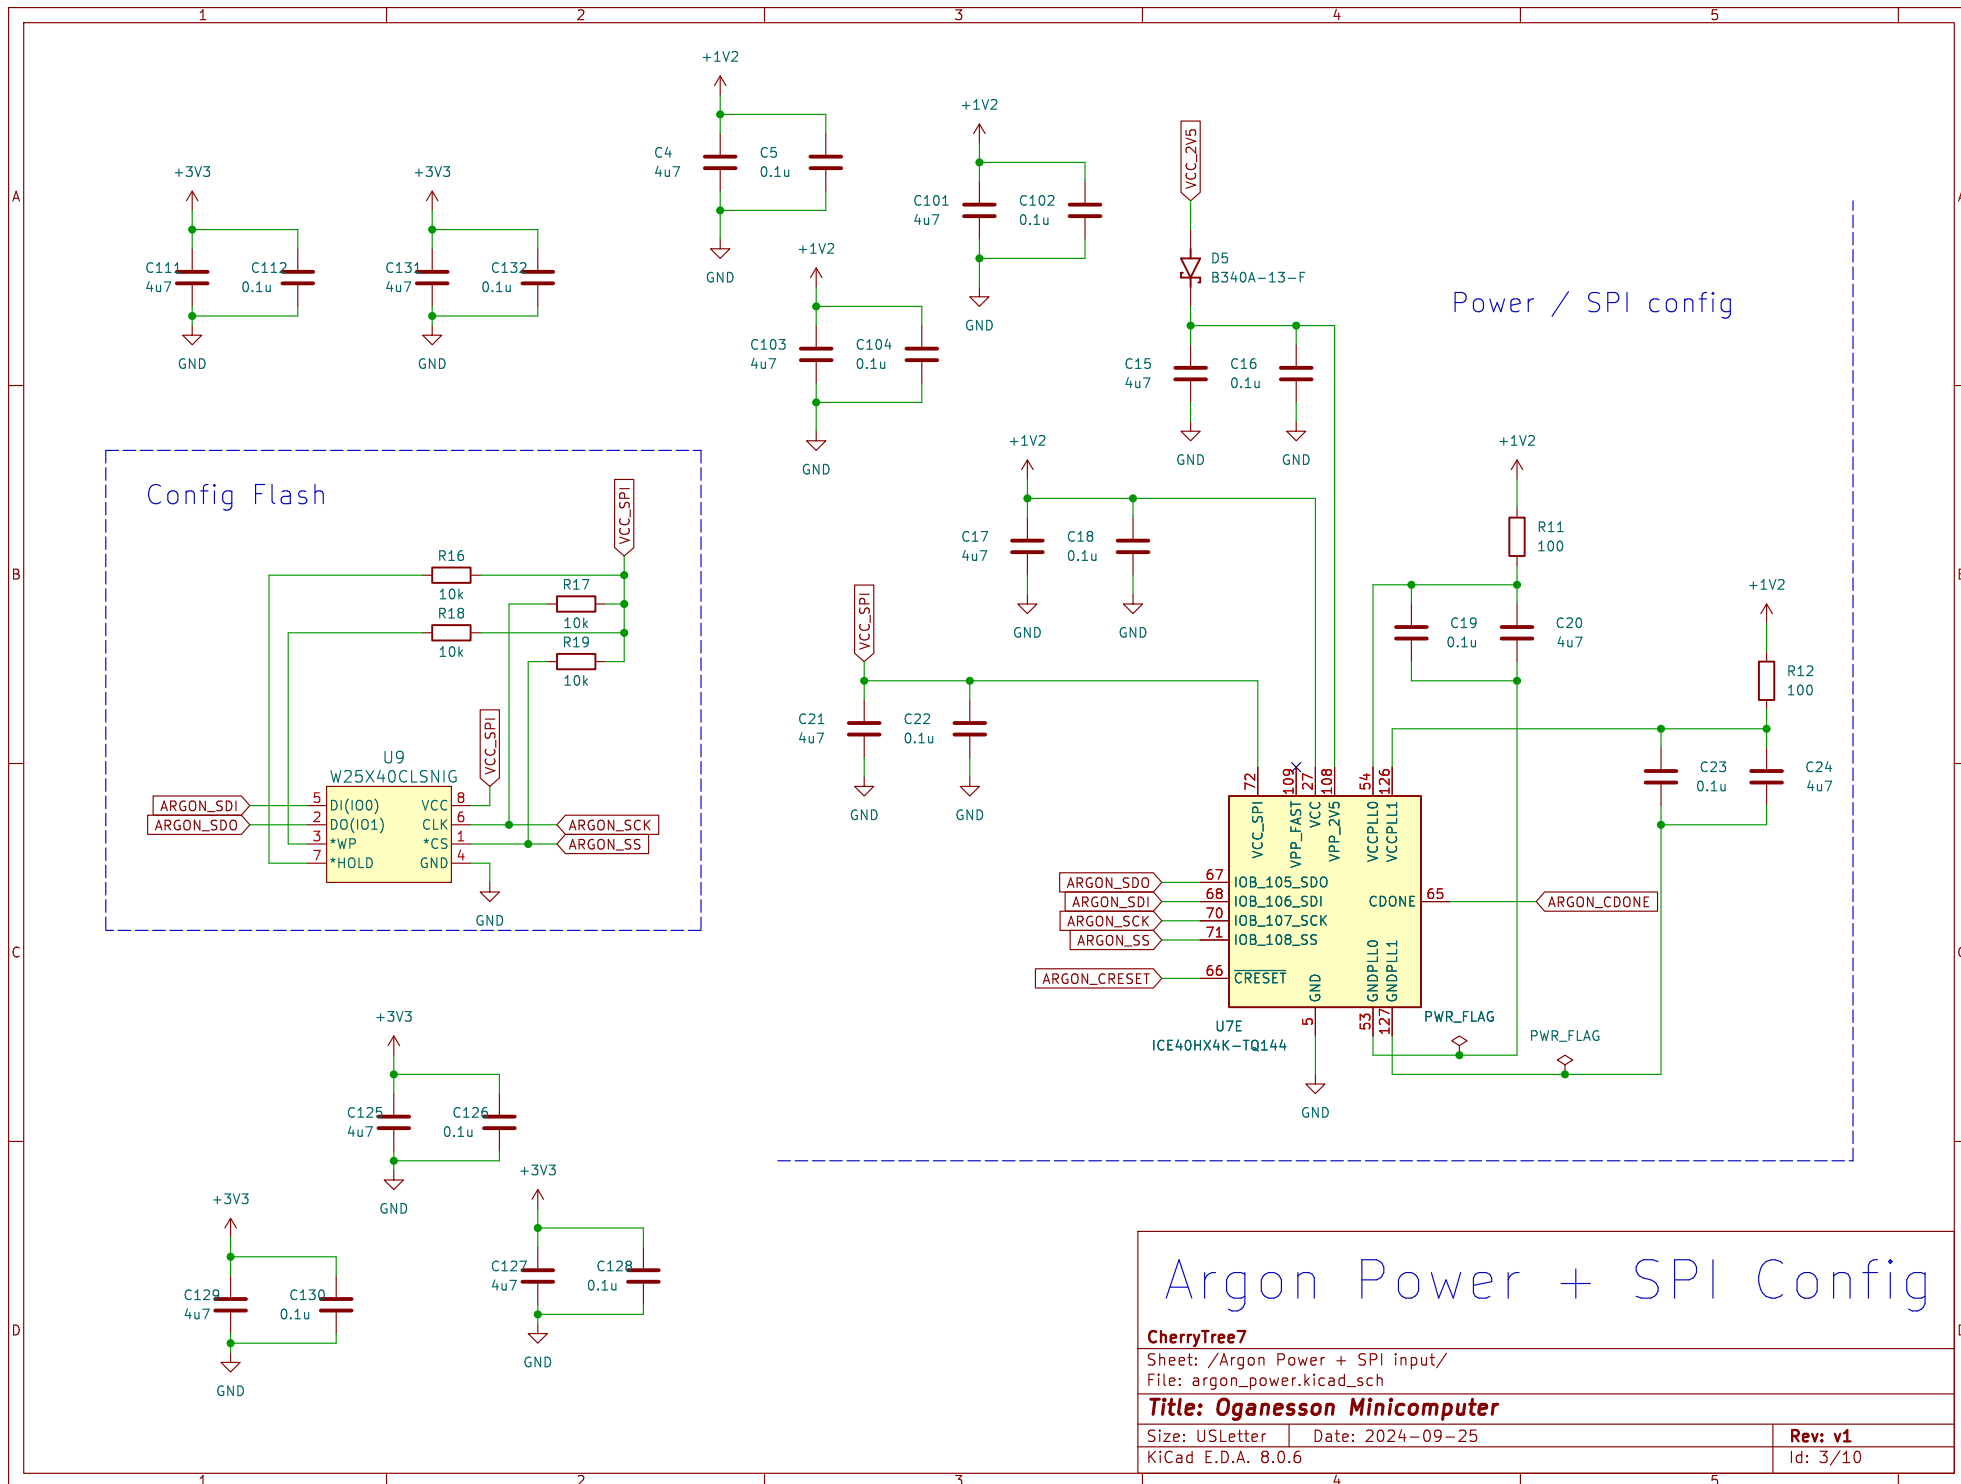 1 2 3 4 5
A
B
C
D
+1V2
C4
4u7
C5
0.1u
GND
+1V2
C101
4u7
C102
0.1u
GND
+3V3
C111
4u7
C112
0.1u
GND
+3V3
C131
4u7
C132
0.1u
GND
+1V2
C103
4u7
C104
0.1u
GND
VCC_2V5
D5
B340A-13-F
C15
4u7
C16
0.1u
GND
GND
Power / SPI config
Config Flash
VCC_SPI
R16
10k
R17
10k
R18
10k
R19
10k
VCC_SPI
U9
W25X40CLSNIG
ARGON_SDI
ARGON_SDO
5 DI(IO0)
2 DO(IO1)
3 *WP
7 *HOLD
VCC 8
CLK 6
*CS 1
GND 4
ARGON_SCK
ARGON_SS
GND
+1V2
C17
4u7
C18
0.1u
GND
GND
VCC_SPI
C21
4u7
C22
0.1u
GND
GND
+1V2
R11
100
C19
0.1u
C20
4u7
+1V2
R12
100
C23
0.1u
C24
4u7
72 VCC_SPI
109 VPP_FAST
27 VCC
108 VPP_2V5
54 VCCPLL0
126 VCCPLL1
ARGON_SDO 67 IOB_105_SDO
ARGON_SDI 68 IOB_106_SDI
ARGON_SCK 70 IOB_107_SCK
ARGON_SS 71 IOB_108_SS
ARGON_CRESET 66 CRESET
CDONE 65 ARGON_CDONE
GND 5
GNDPLL0 53
GNDPLL1 127
U7E
ICE40HX4K-TQ144
PWR_FLAG
PWR_FLAG
GND
+3V3
C125
4u7
C126
0.1u
GND
+3V3
C127
4u7
C128
0.1u
GND
+3V3
C129
4u7
C130
0.1u
GND
Argon Power + SPI Config
CherryTree7
Sheet: /Argon Power + SPI input/
File: argon_power.kicad_sch
Title: Oganesson Minicomputer
Size: USLetter Date: 2024-09-25 Rev: v1
KiCad E.D.A. 8.0.6 Id: 3/10
1 2 3 4 5